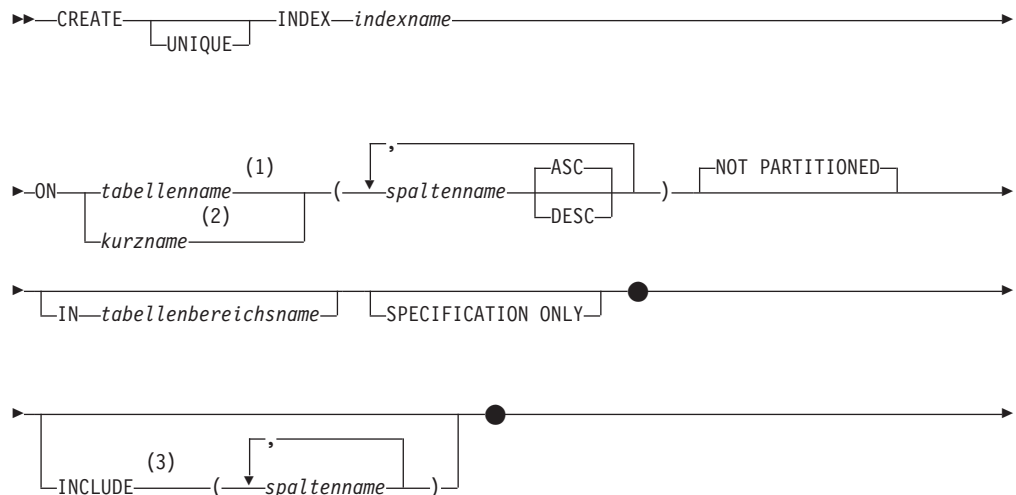 CREATE INDEX indexname
UNIQUE
,
(1) ASC NOT PARTITIONED
ON tabellenname ( spaltenname )
(2) DESC
kurzname
IN tabellenbereichsname SPECIFICATION ONLY
,
(3)
INCLUDE ( spaltenname )